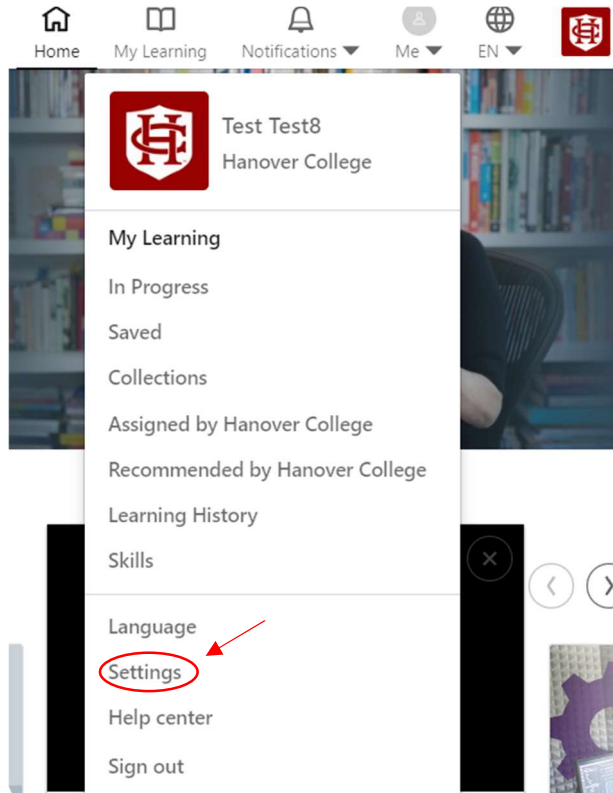 Home
My Learning
Notifications
Me
EN
Test Test8
Hanover College
My Learning
In Progress
Saved
Collections
Assigned by Hanover College
Recommended by Hanover College
Learning History
Skills
Language
Settings
Help center
Sign out